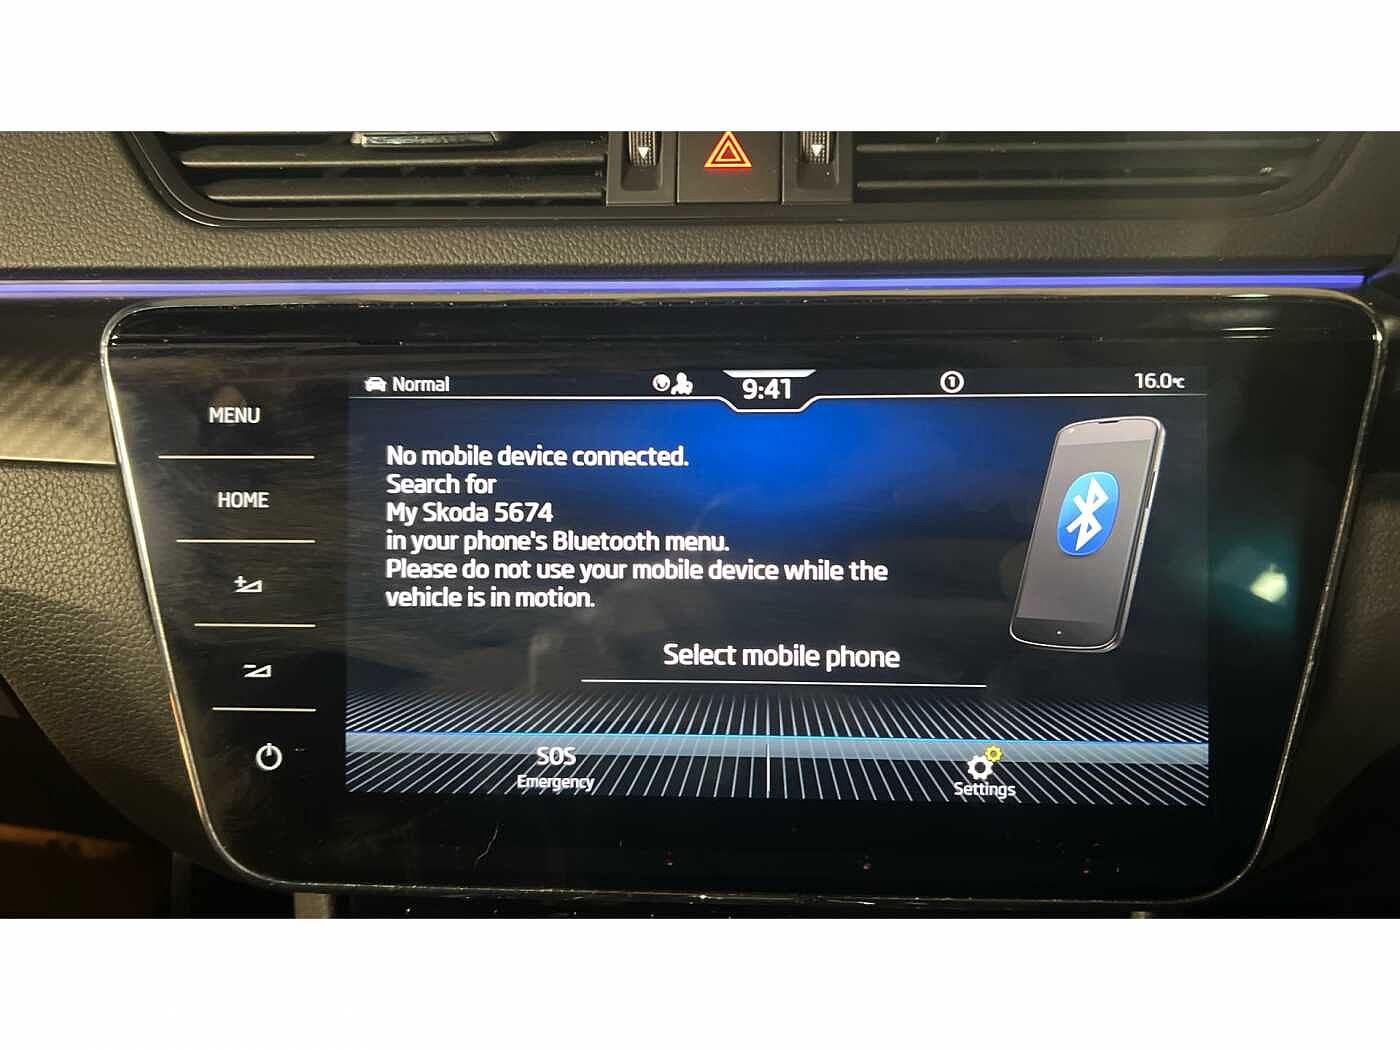 Normal
9:41
1
16.0°C
MENU
HOME
No mobile device connected.
Search for
My Skoda 5674
in your phone's Bluetooth menu.
Please do not use your mobile device while the
vehicle is in motion.
Select mobile phone
SOS
Emergency
Settings